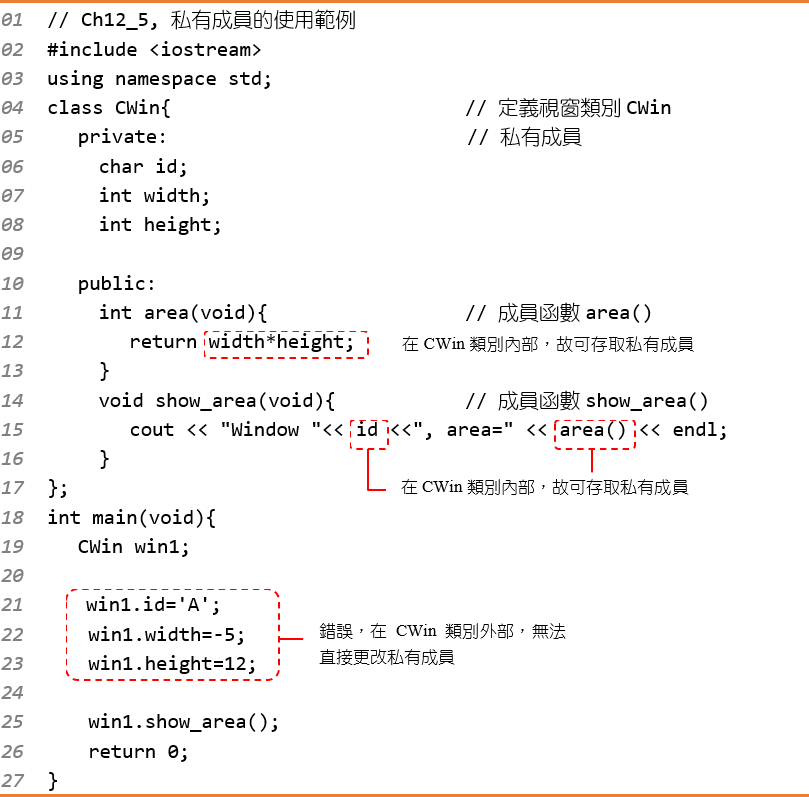 01 // Ch12_5, 私有成員的使用範例
02 #include <iostream>
03 using namespace std;
04 class CWin{ // 定義視窗類別 CWin
05 private: // 私有成員
06 char id;
07 int width;
08 int height;
09
10 public:
11 int area(void){ // 成員函數 area()
12 return width*height; 在 CWin 類別內部，故可存取私有成員
13 }
14 void show_area(void){ // 成員函數 show_area()
15 cout << "Window "<< id <<", area=" << area() << endl;
16 }
17 }; 在 CWin 類別內部，故可存取私有成員
18 int main(void){
19 CWin win1;
20
21 win1.id='A';
22 win1.width=-5; 錯誤，在 CWin 類別外部，無法
23 win1.height=12; 直接更改私有成員
24
25 win1.show_area();
26 return 0;
27 }